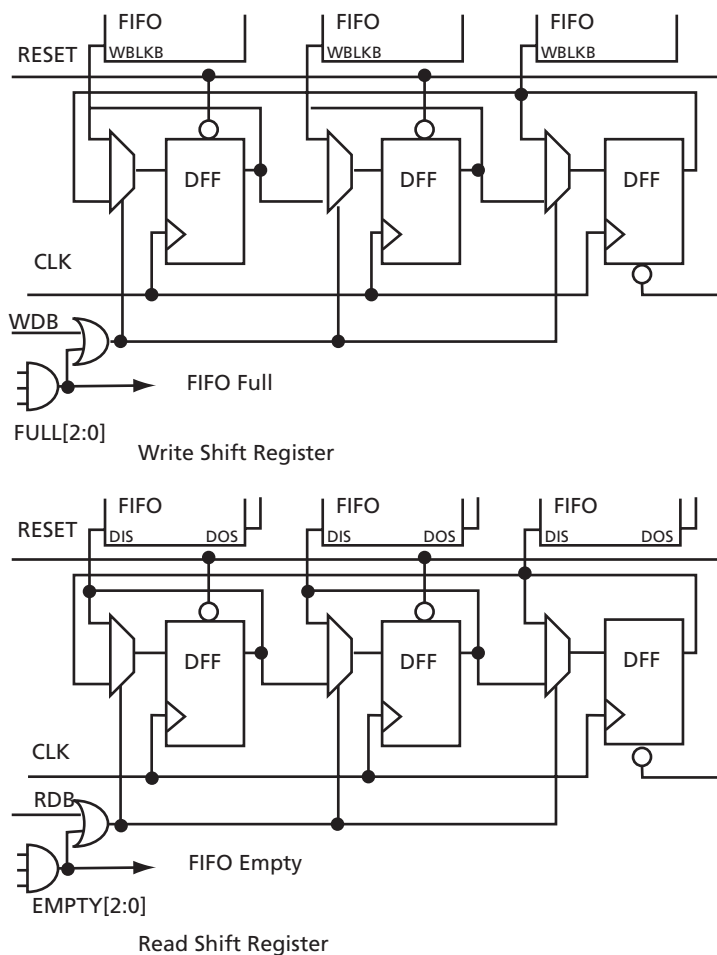 FIFO FIFO FIFO
RESET WBLKB WBLKB WBLKB
DFF DFF DFF
CLK
WDB
FIFO Full
FULL[2:0]
Write Shift Register
FIFO FIFO FIFO
RESET DIS DOS DIS DOS DIS DOS
DFF DFF DFF
CLK
RDB
FIFO Empty
EMPTY[2:0]
Read Shift Register